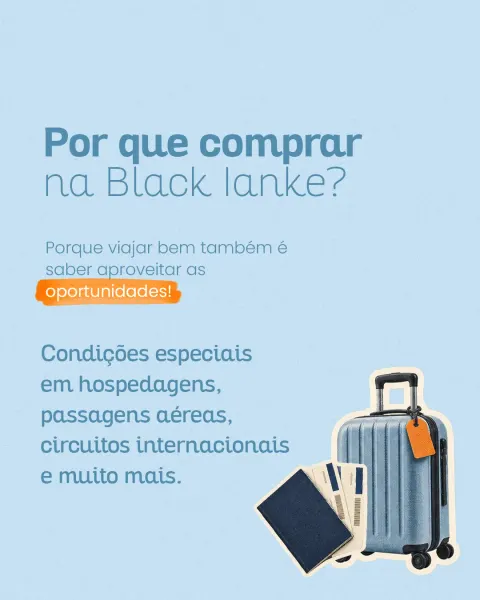 Por que comprar
na Black Ianke?
Porque viajar bem também é
saber aproveitar as
oportunidades!
Condições especiais
em hospedagens,
passagens aéreas,
circuitos internacionais
e muito mais.